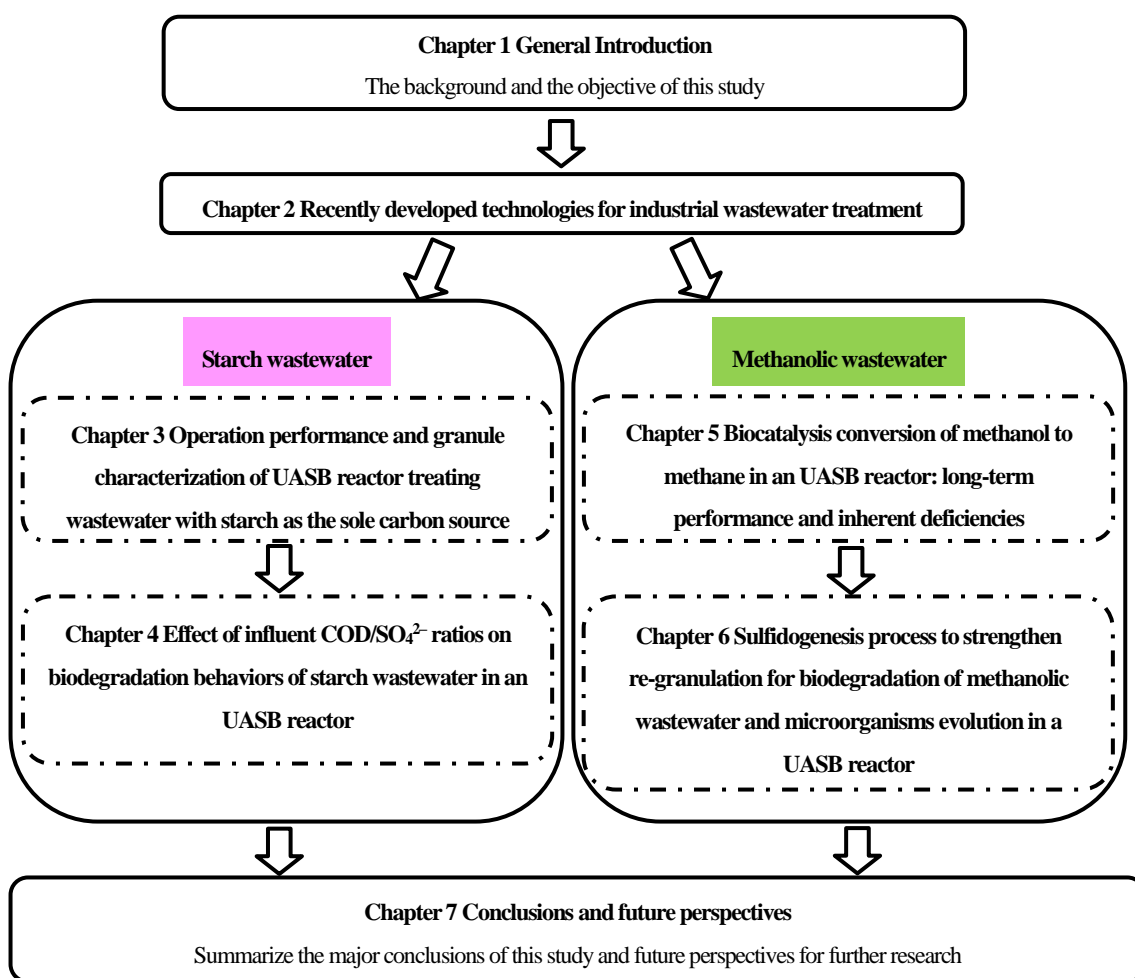 Chapter 1 General Introduction
The background and the objective of this study
Chapter 2 Recently developed technologies for industrial wastewater treatment
Starch wastewater
Chapter 3 Operation performance and granule
characterization of UASB reactor treating
wastewater with starch as the sole carbon source
Chapter 4 Effect of influent COD/SO₄²⁻ ratios on
biodegradation behaviors of starch wastewater in an
UASB reactor
Methanolic wastewater
Chapter 5 Biocatalysis conversion of methanol to
methane in an UASB reactor: long-term
performance and inherent deficiencies
Chapter 6 Sulfidogenesis process to strengthen
re-granulation for biodegradation of methanolic
wastewater and microorganisms evolution in a
UASB reactor
Chapter 7 Conclusions and future perspectives
Summarize the major conclusions of this study and future perspectives for further research